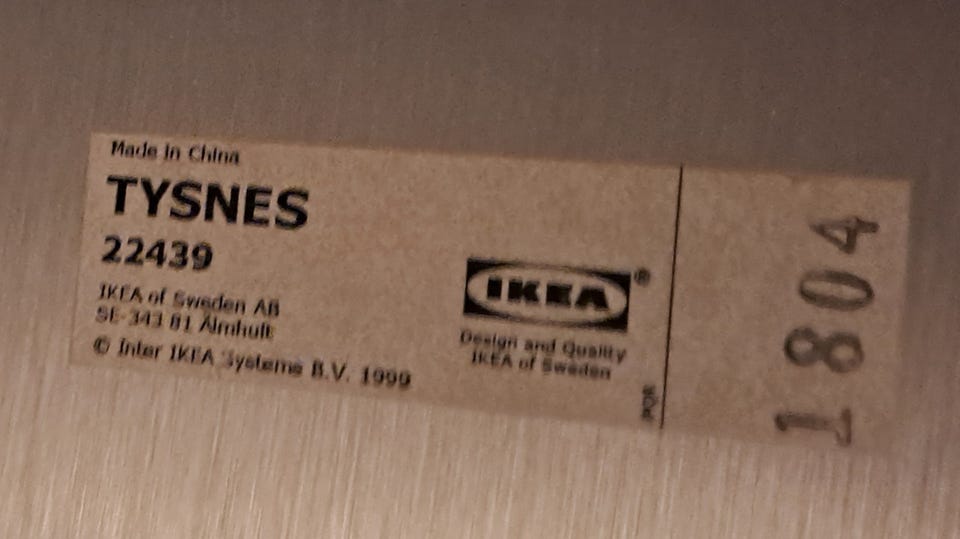 Made in China
TYSNES
22439
IKEA of Sweden AB
SE-343 81 Älmhult
© Inter IKEA Systems B.V. 1999
IKEA®
Design and Quality
IKEA of Sweden
1804